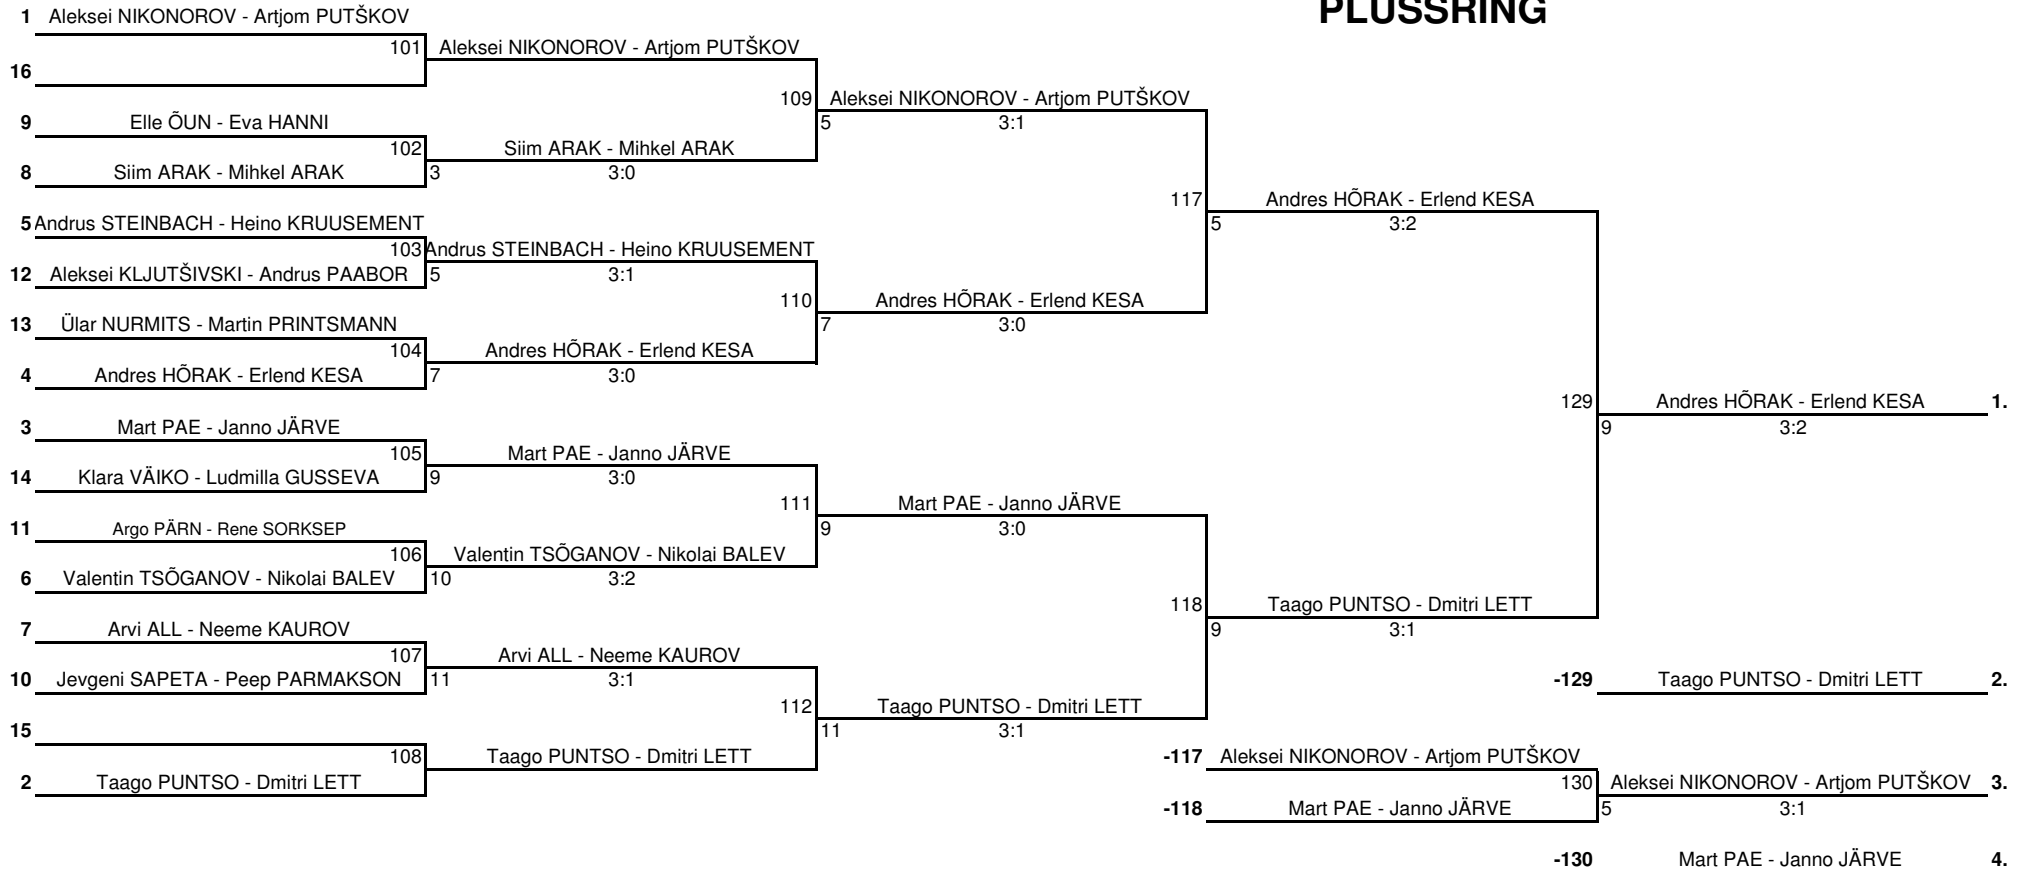 PLUSSRING
1 Aleksei NIKONOROV - Artjom PUTŠKOV
101 Aleksei NIKONOROV - Artjom PUTŠKOV
16
109 Aleksei NIKONOROV - Artjom PUTŠKOV
9 Elle ÕUN - Eva HANNI
5 3:1
102 Siim ARAK - Mihkel ARAK
8 Siim ARAK - Mihkel ARAK
3 3:0
117 Andres HÕRAK - Erlend KESA
5 Andrus STEINBACH - Heino KRUUSEMENT
5 3:2
103 Andrus STEINBACH - Heino KRUUSEMENT
12 Aleksei KLJUTŠIVSKI - Andrus PAABOR
5 3:1
110 Andres HÕRAK - Erlend KESA
13 Ülar NURMITS - Martin PRINTSMANN
7 3:0
104 Andres HÕRAK - Erlend KESA
4 Andres HÕRAK - Erlend KESA
7 3:0
129 Andres HÕRAK - Erlend KESA 1.
3 Mart PAE - Janno JÄRVE
9 3:2
105 Mart PAE - Janno JÄRVE
14 Klara VÄIKO - Ludmilla GUSSEVA
9 3:0
111 Mart PAE - Janno JÄRVE
11 Argo PÄRN - Rene SORKSEP
9 3:0
106 Valentin TSÕGANOV - Nikolai BALEV
6 Valentin TSÕGANOV - Nikolai BALEV
10 3:2
118 Taago PUNTSO - Dmitri LETT
7 Arvi ALL - Neeme KAUROV
9 3:1
107 Arvi ALL - Neeme KAUROV
10 Jevgeni SAPETA - Peep PARMAKSON
11 3:1
-129 Taago PUNTSO - Dmitri LETT 2.
112 Taago PUNTSO - Dmitri LETT
15
11 3:1
108 Taago PUNTSO - Dmitri LETT
-117 Aleksei NIKONOROV - Artjom PUTŠKOV
2 Taago PUNTSO - Dmitri LETT
130 Aleksei NIKONOROV - Artjom PUTŠKOV 3.
-118 Mart PAE - Janno JÄRVE
5 3:1
-130 Mart PAE - Janno JÄRVE 4.